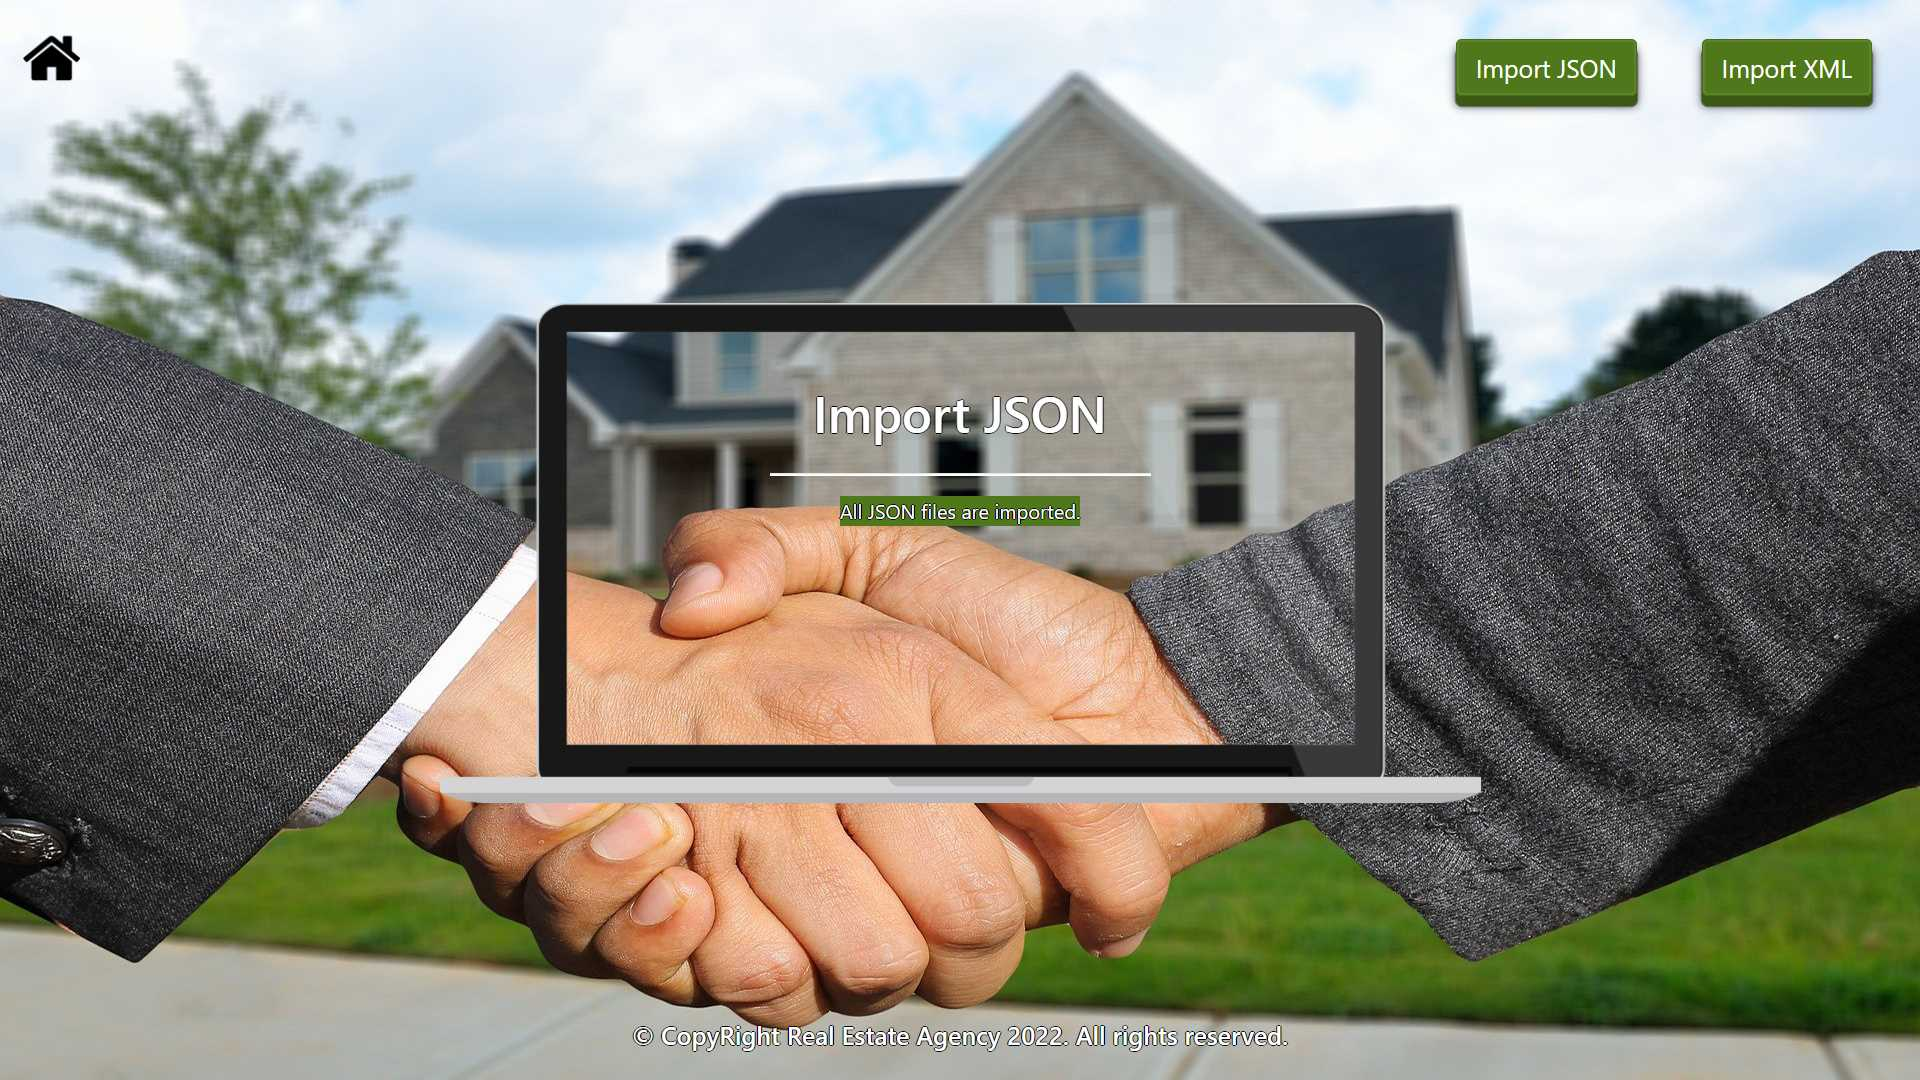 Import JSON
Import XML
Import JSON
All JSON files are imported.
© CopyRight Real Estate Agency 2022. All rights reserved.